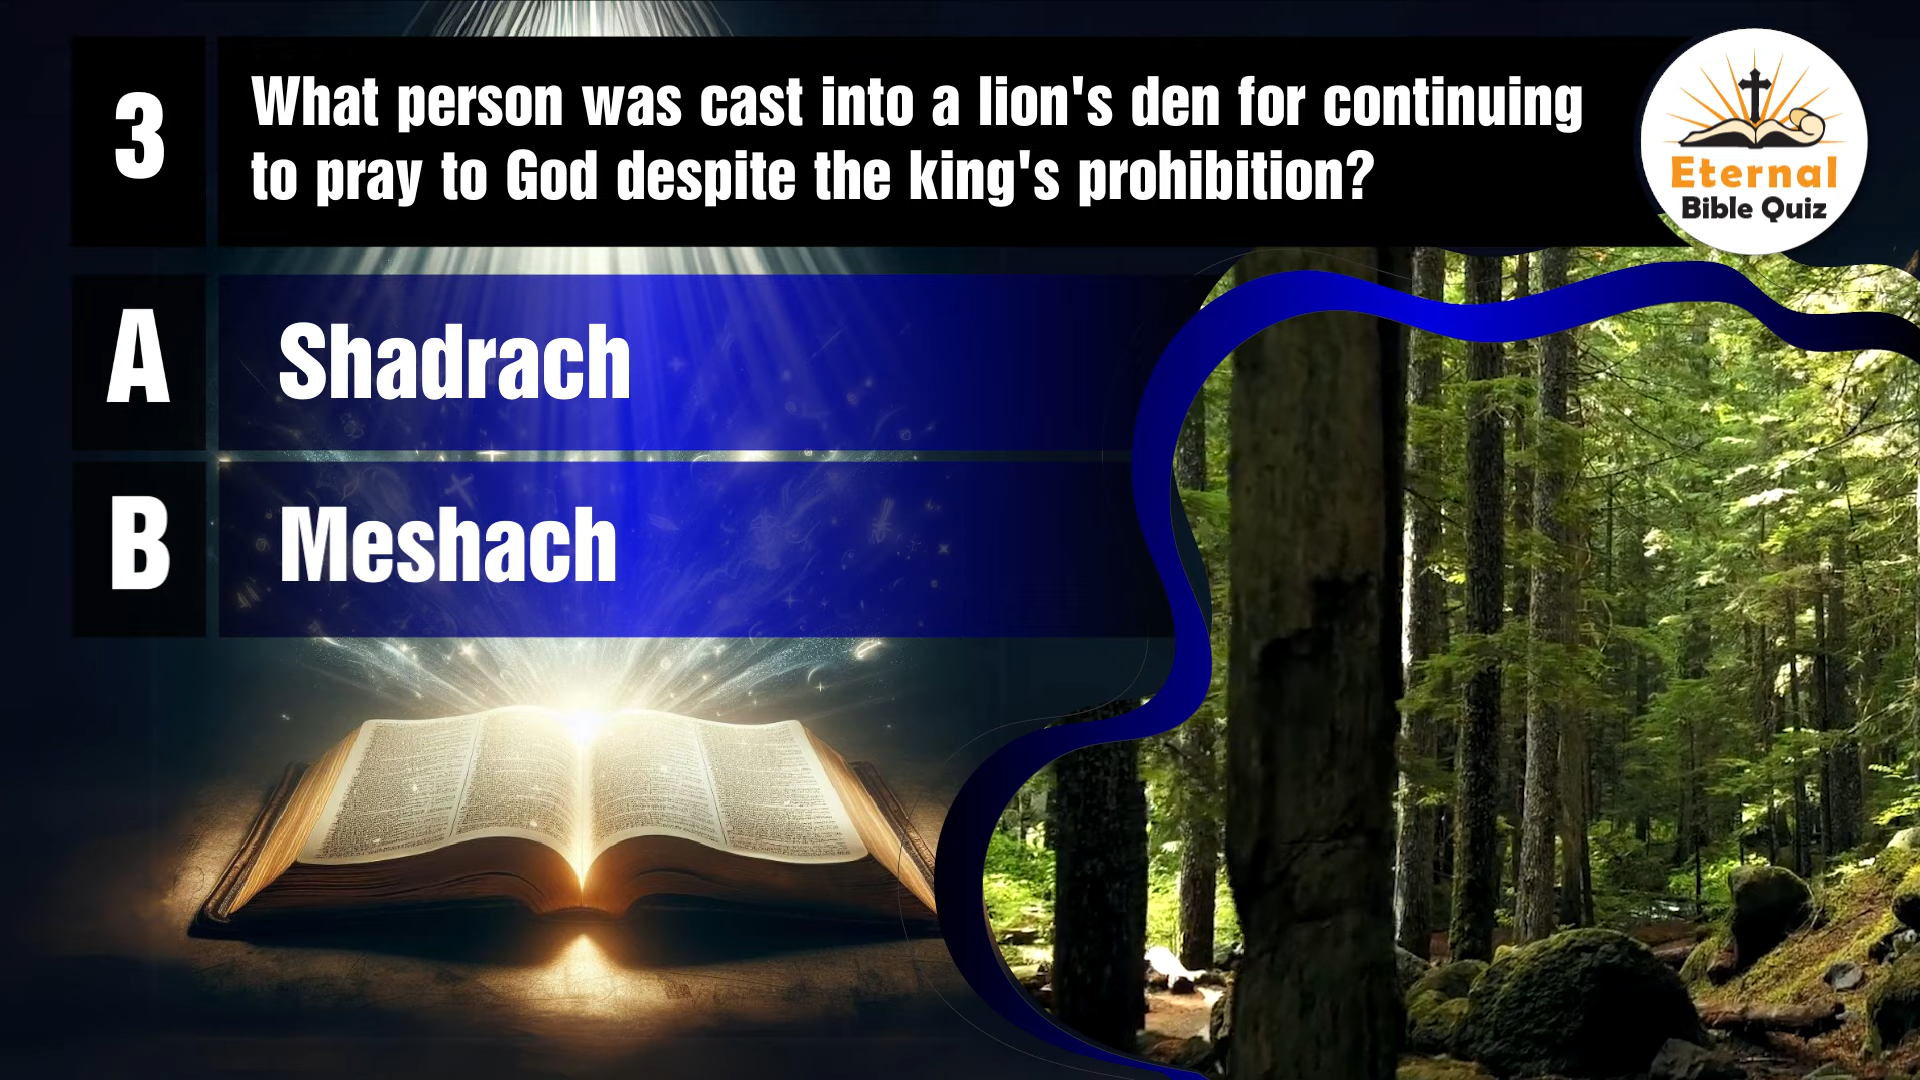 3
What person was cast into a lion's den for continuing
to pray to God despite the king's prohibition?
Eternal
Bible Quiz
A
Shadrach
B
Meshach